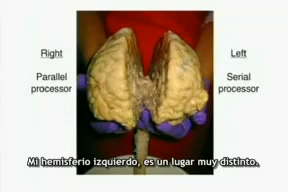 Right
Left
Parallel
processor
Serial
processor
Mi hemisferio izquierdo, es un lugar muy distinto.